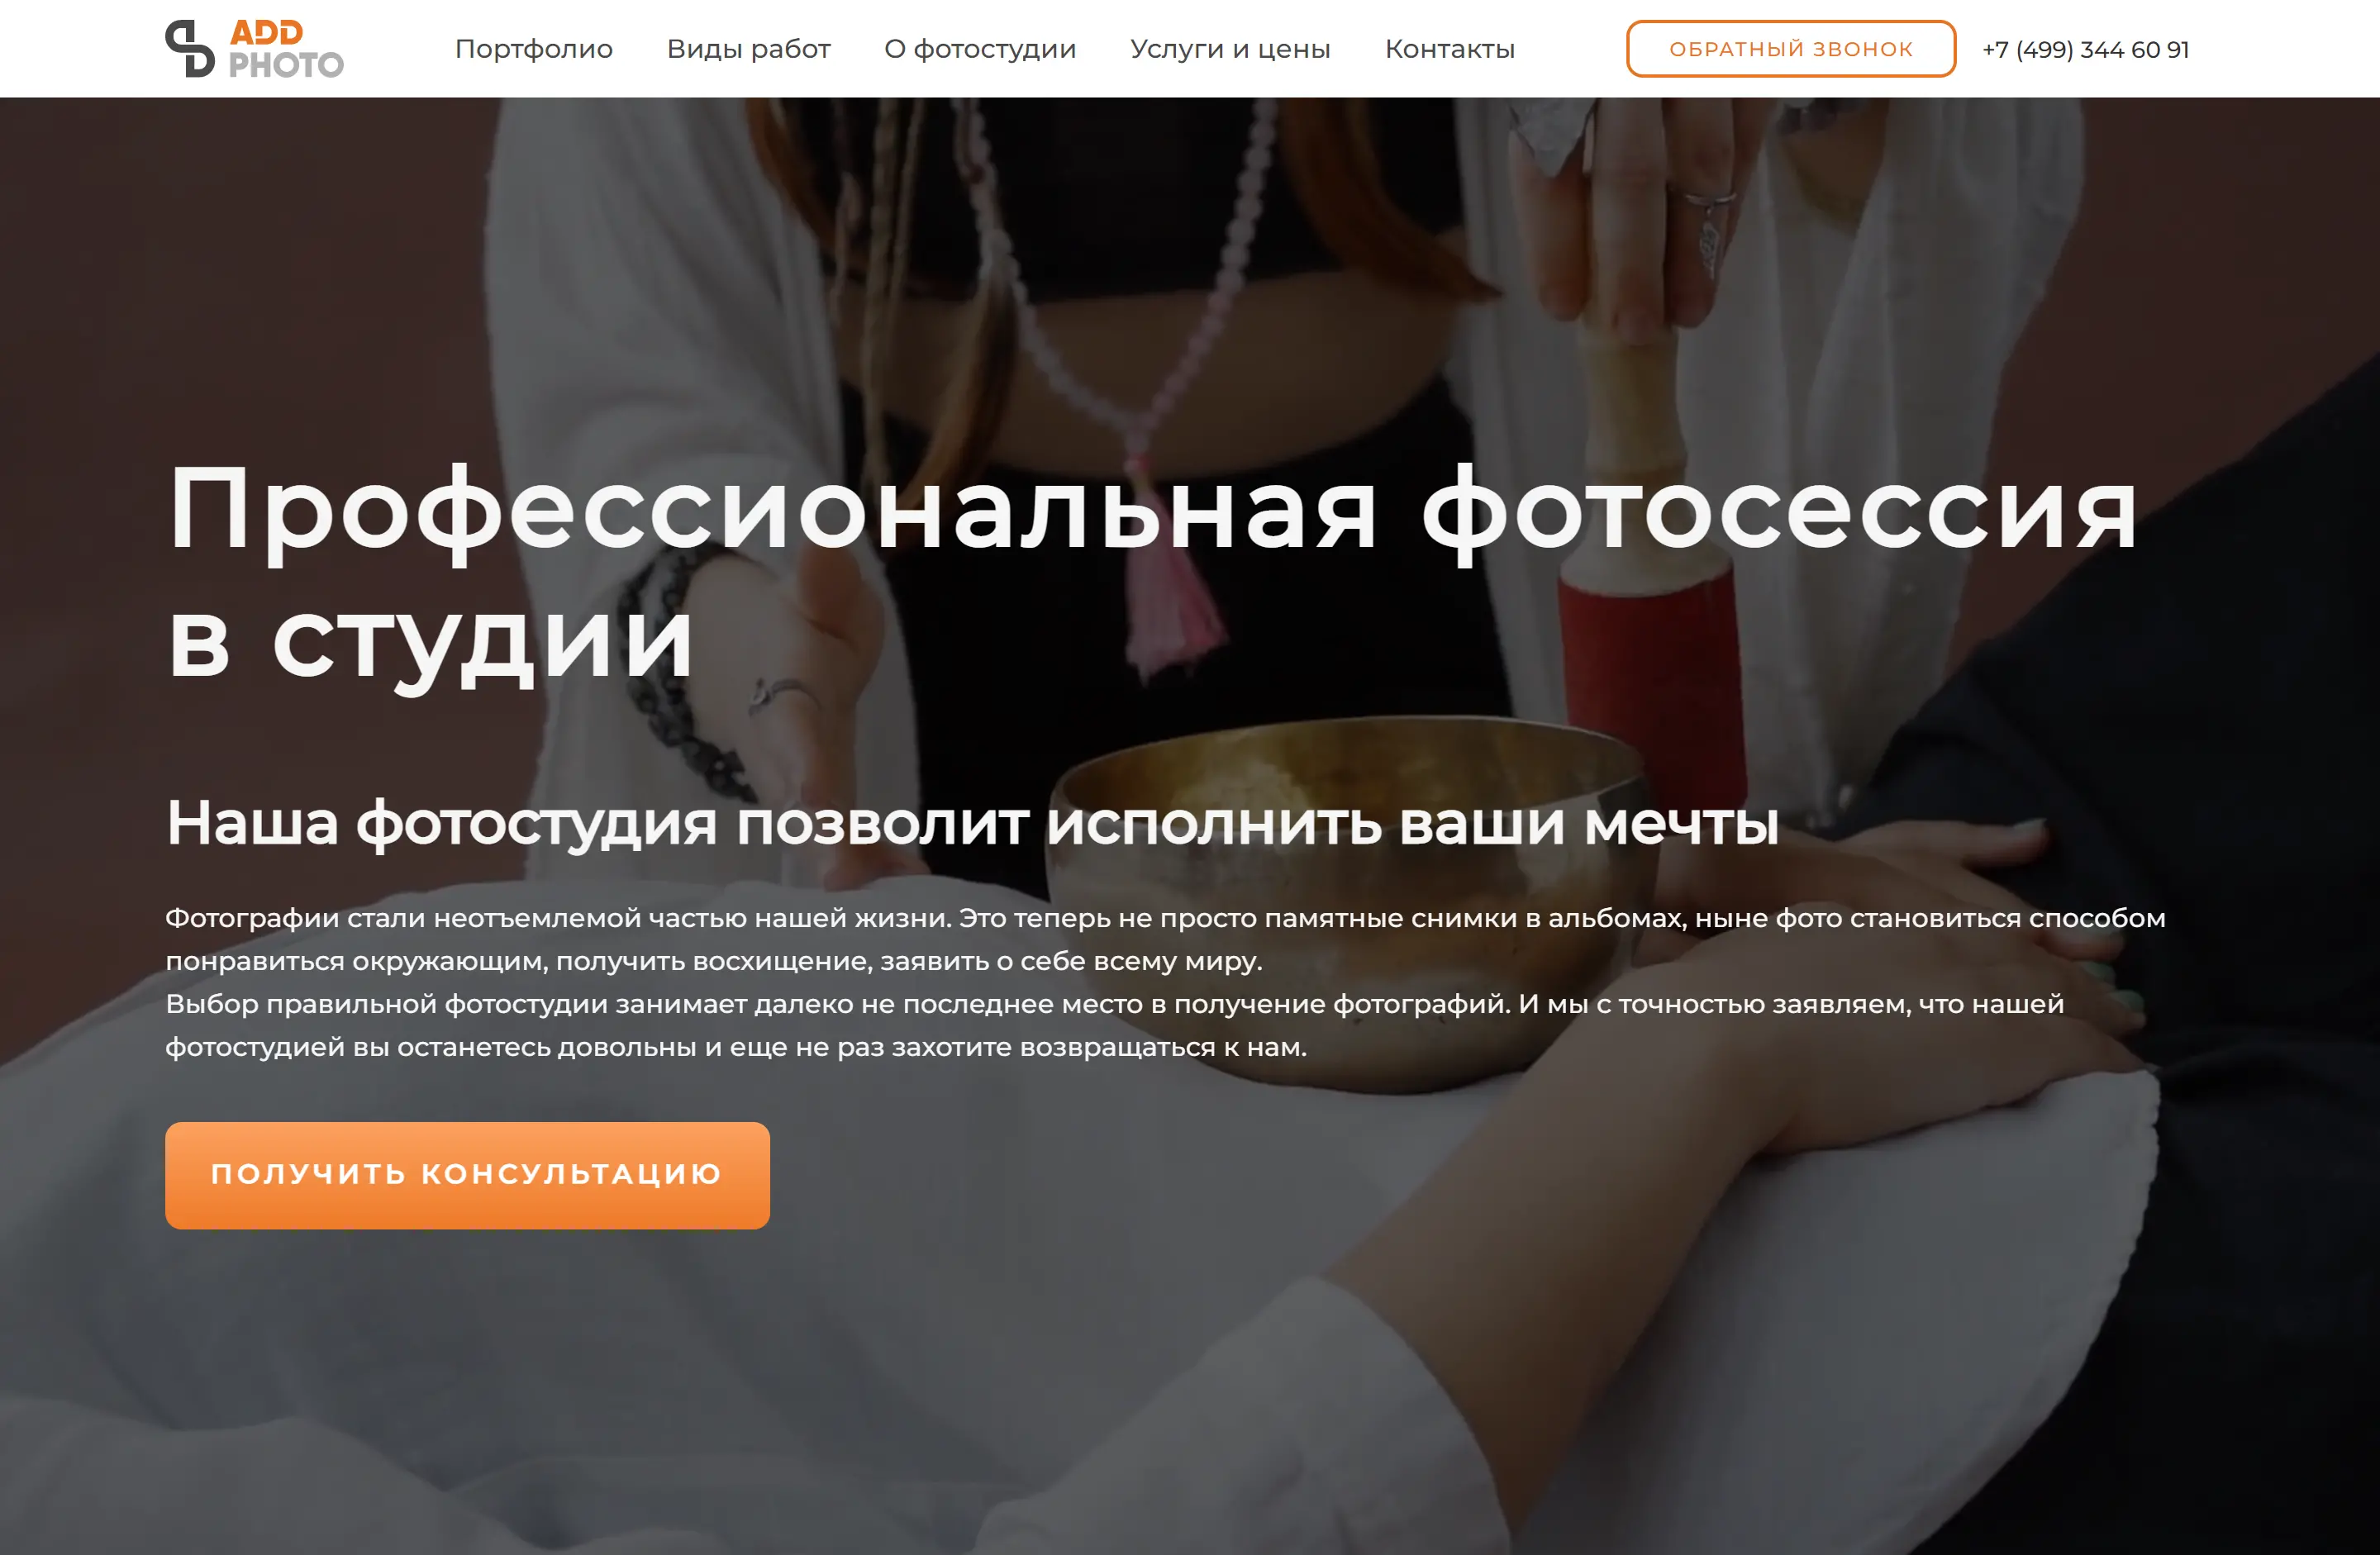 ADD
PHOTO
Портфолио Виды работ О фотостудии Услуги и цены Контакты ОБРАТНЫЙ ЗВОНОК +7 (499) 344 60 91
Профессиональная фотосессия
в студии
Наша фотостудия позволит исполнить ваши мечты
Фотографии стали неотъемлемой частью нашей жизни. Это теперь не просто памятные снимки в альбомах, ныне фото становиться способом
понравиться окружающим, получить восхищение, заявить о себе всему миру.
Выбор правильной фотостудии занимает далеко не последнее место в получение фотографий. И мы с точностью заявляем, что нашей
фотостудией вы останетесь довольны и еще не раз захотите возвращаться к нам.
ПОЛУЧИТЬ КОНСУЛЬТАЦИЮ